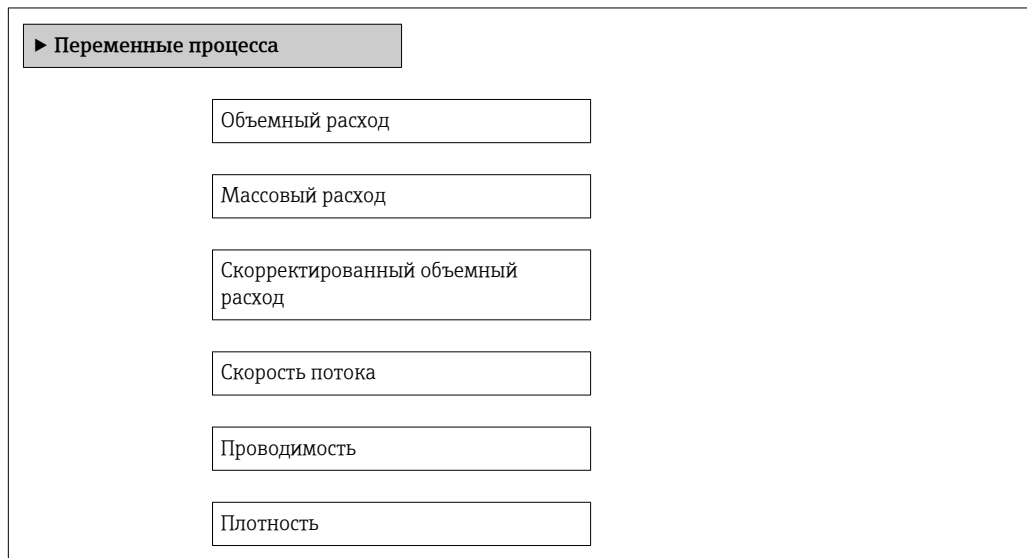 ▶ Переменные процесса
Объемный расход
Массовый расход
Скорректированный объемный
расход
Скорость потока
Проводимость
Плотность